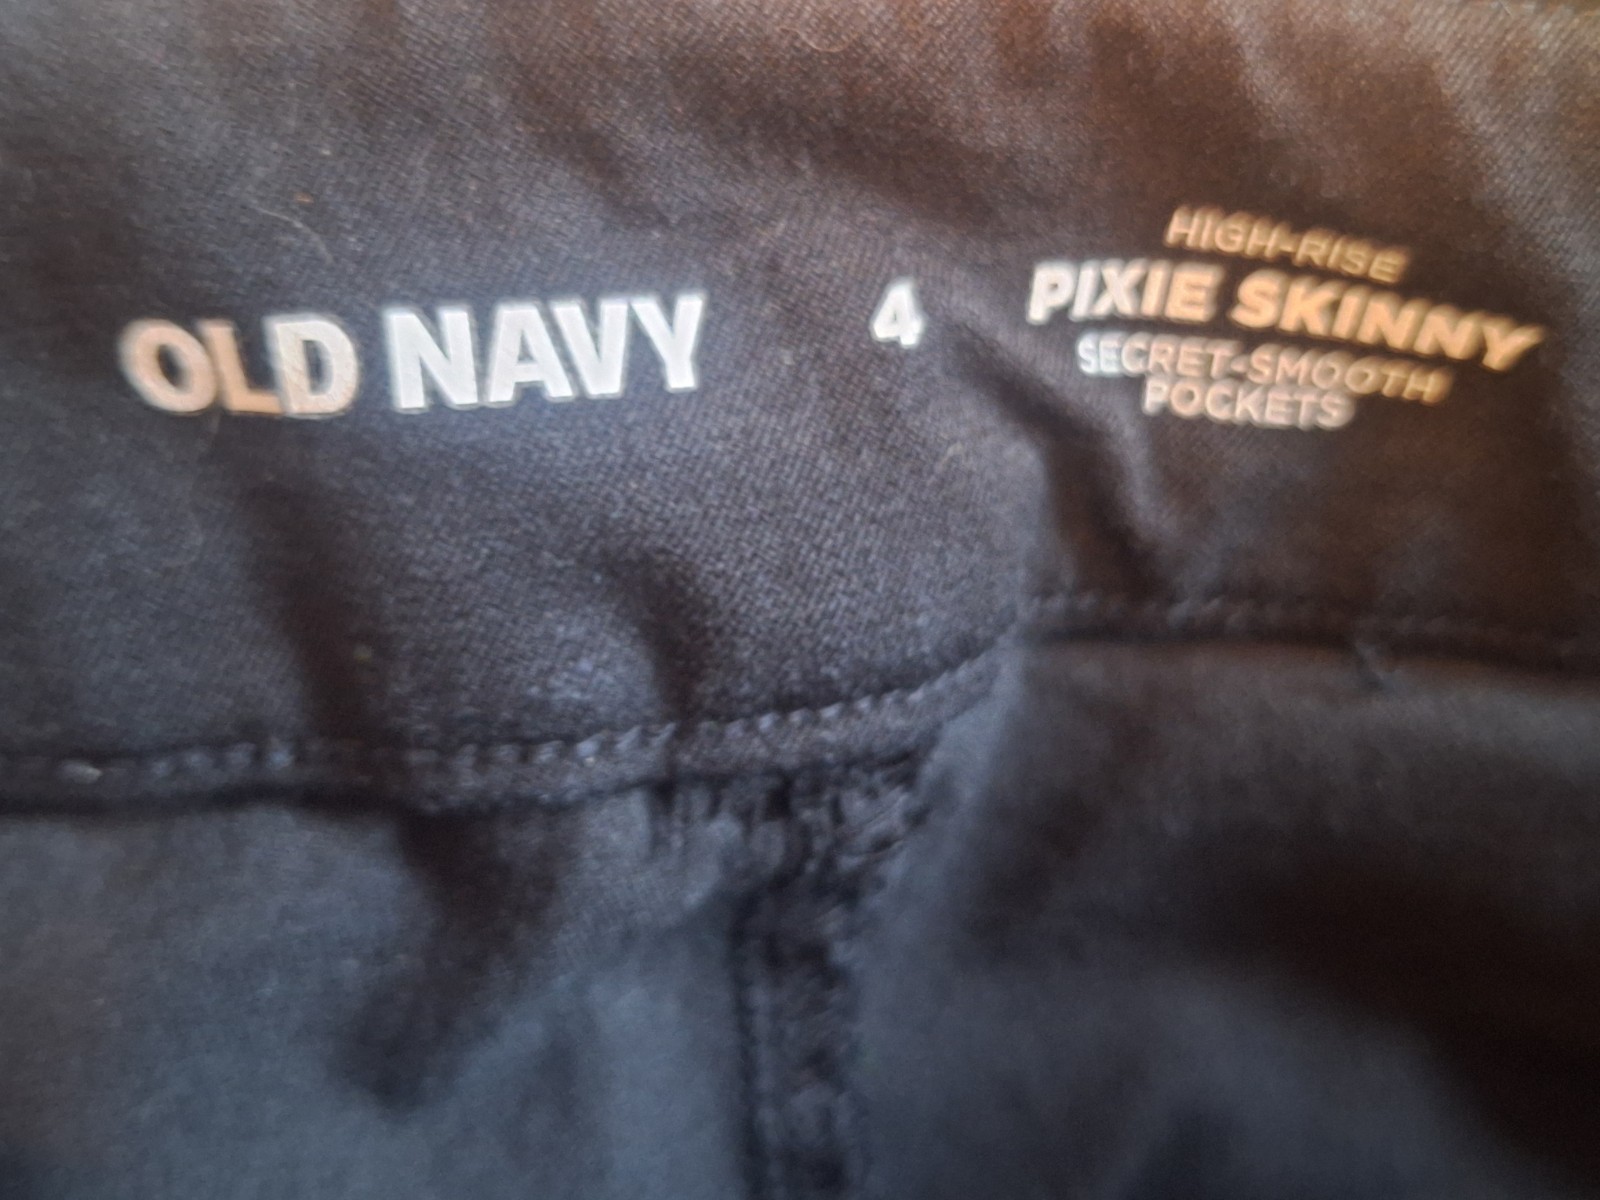 OLD NAVY
4
HIGH-RISE
PIXIE SKINNY
SECRET-SMOOTH
POCKETS